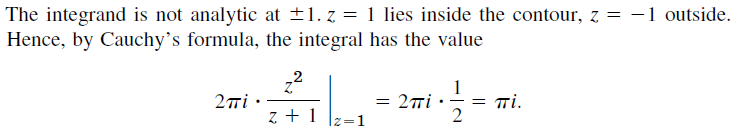 The integrand is not analytic at ±1. z = 1 lies inside the contour, z = −1 outside.
Hence, by Cauchy's formula, the integral has the value
2πi · z²/(z + 1) |_{z=1} = 2πi · 1/2 = πi.